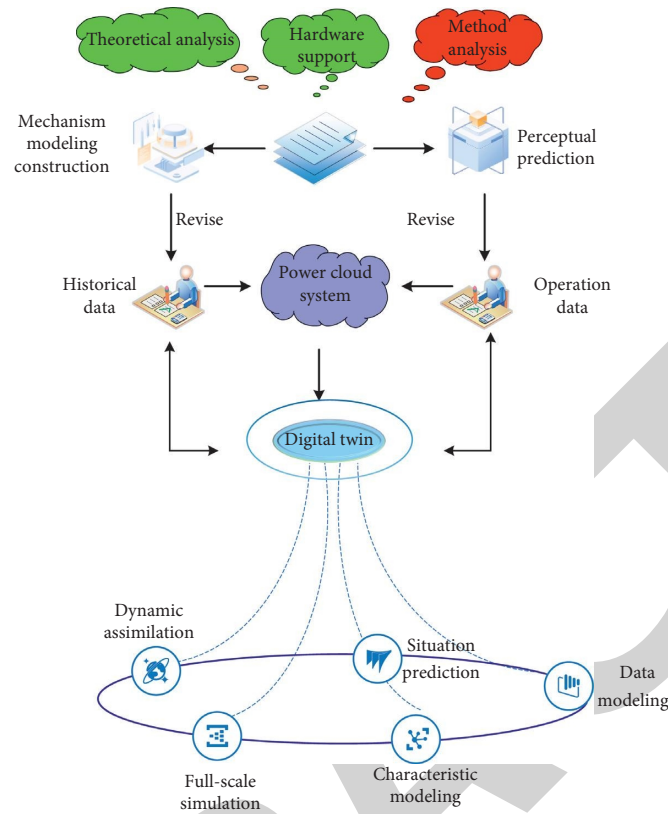 Theoretical analysis
Hardware
support
Method
analysis
Mechanism
modeling
construction
Perceptual
prediction
Revise
Revise
Historical
data
Power cloud
system
Operation
data
Digital twin
Dynamic
assimilation
Situation
prediction
Data
modeling
Full-scale
simulation
Characteristic
modeling